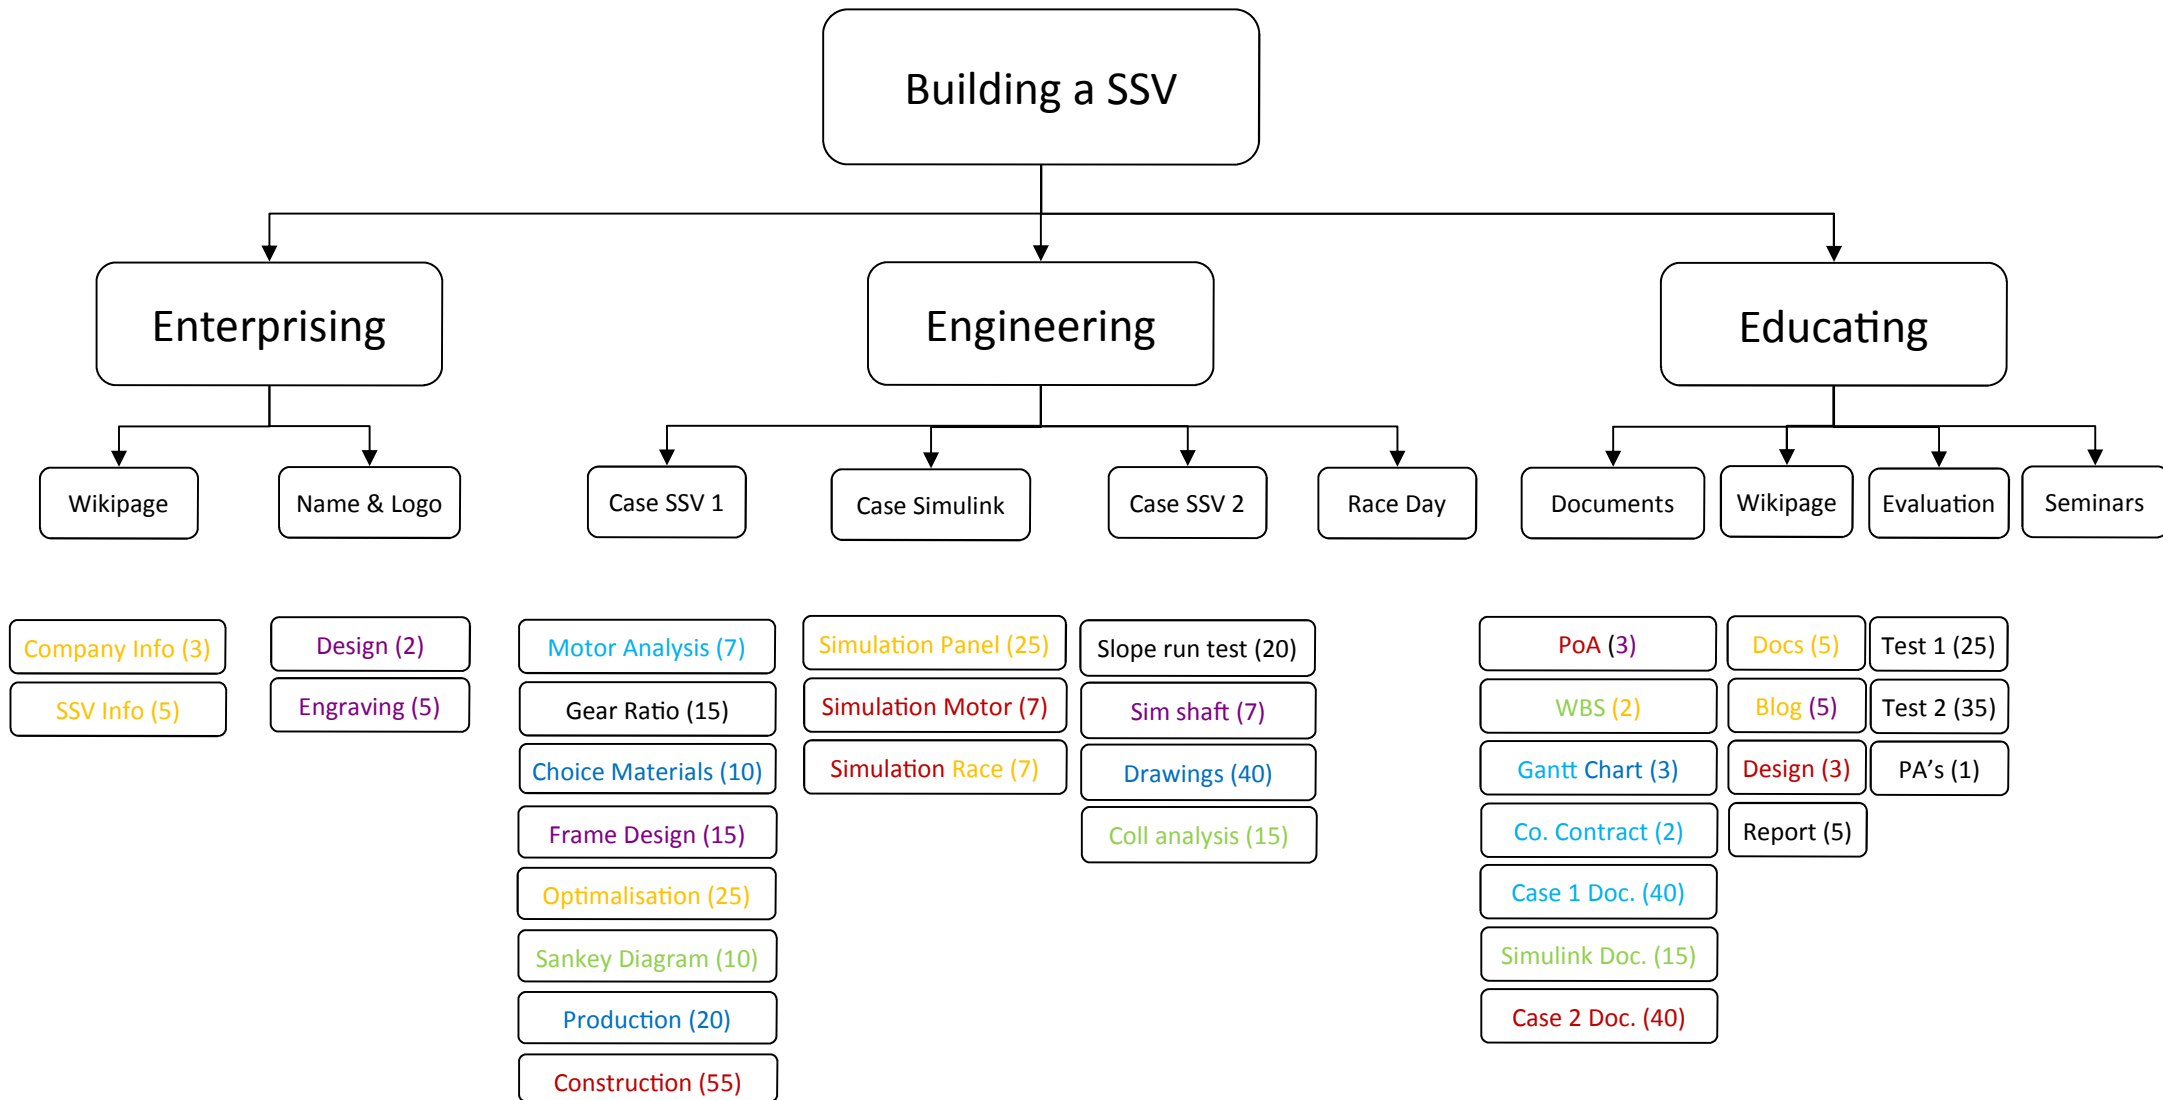 Building a SSV
Enterprising
Engineering
Educating
Wikipage
Name & Logo
Case SSV 1
Case Simulink
Case SSV 2
Race Day
Documents
Wikipage
Evaluation
Seminars
Company Info (3)
SSV Info (5)
Design (2)
Engraving (5)
Motor Analysis (7)
Gear Ratio (15)
Choice Materials (10)
Frame Design (15)
Optimalisation (25)
Sankey Diagram (10)
Production (20)
Construction (55)
Simulation Panel (25)
Simulation Motor (7)
Simulation Race (7)
Slope run test (20)
Sim shaft (7)
Drawings (40)
Coll analysis (15)
PoA (3)
WBS (2)
Gantt Chart (3)
Co. Contract (2)
Case 1 Doc. (40)
Simulink Doc. (15)
Case 2 Doc. (40)
Docs (5)
Blog (5)
Design (3)
Report (5)
Test 1 (25)
Test 2 (35)
PA’s (1)